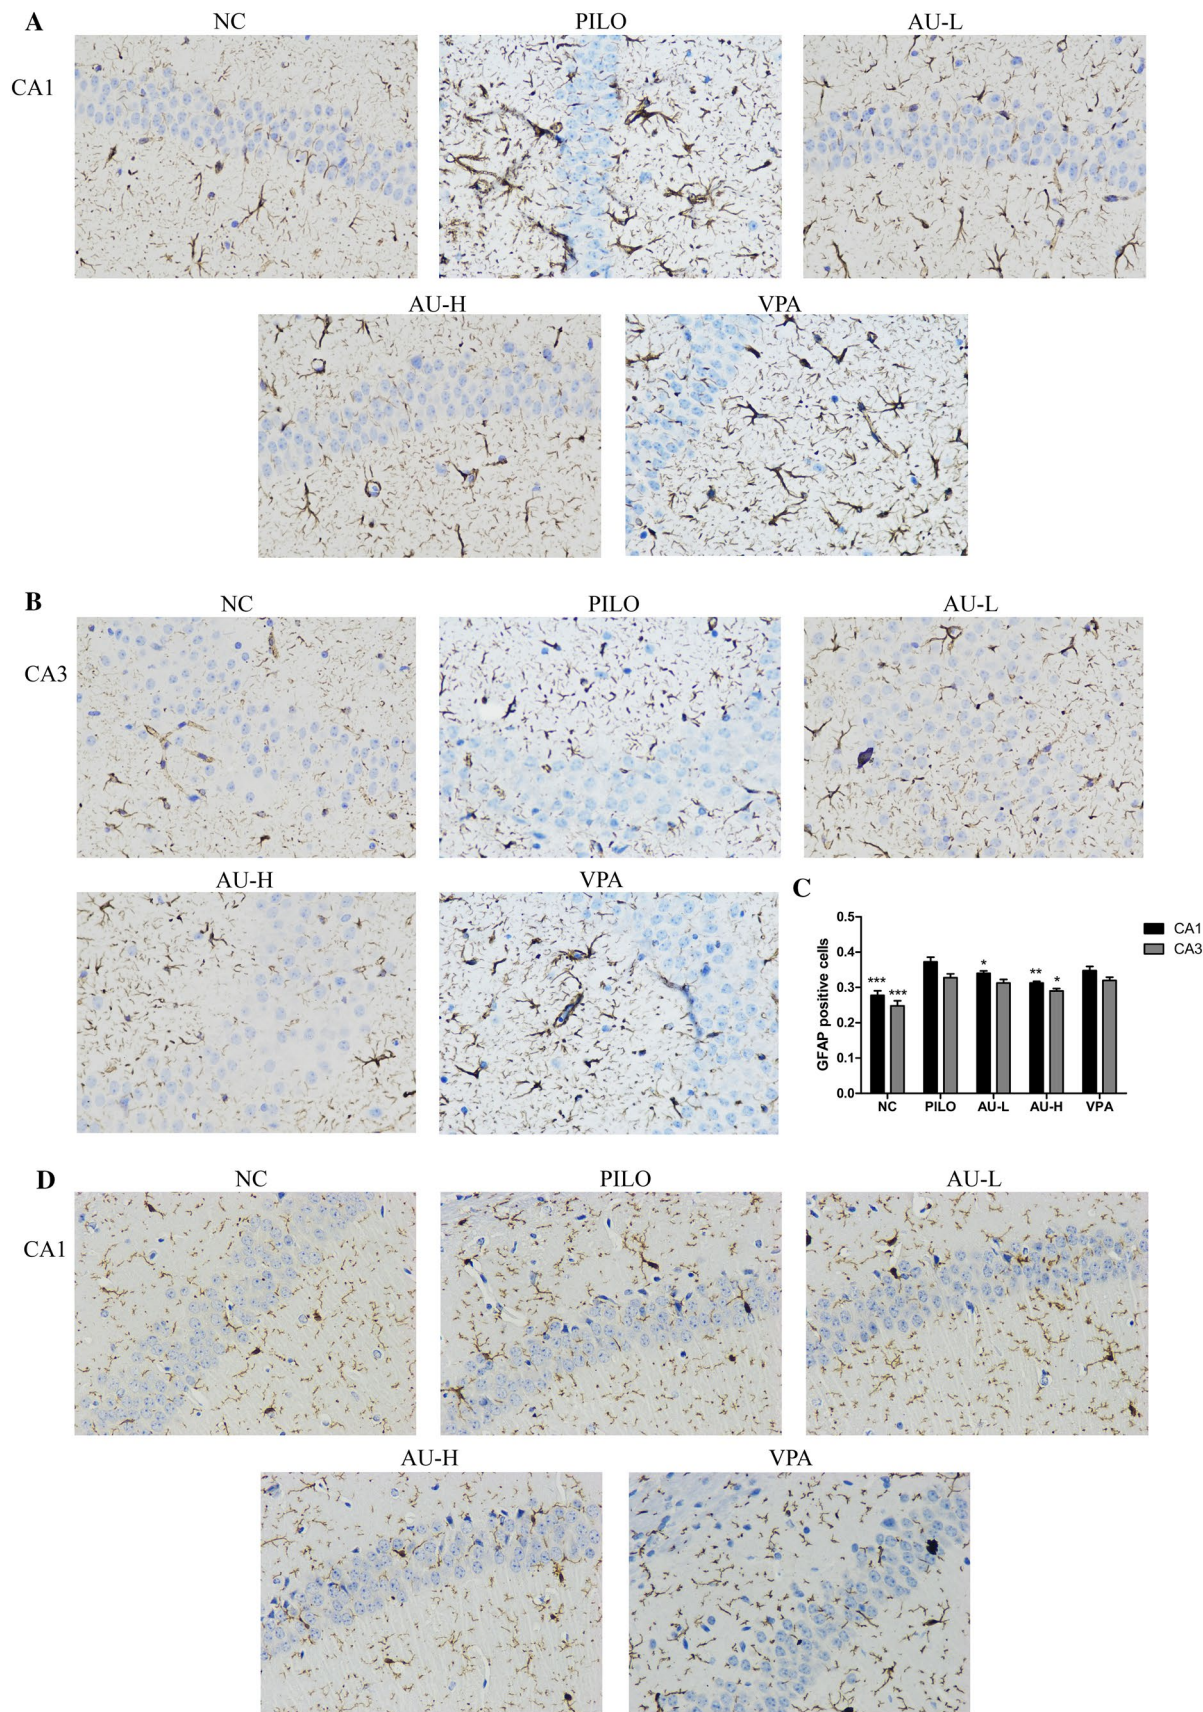 A
NC
PILO
AU-L
CA1
AU-H
VPA
B
NC
PILO
AU-L
CA3
AU-H
VPA
C
0.5
0.4
0.3
0.2
0.1
0.0
GFAP positive cells
***
***
*
**
*
CA1
CA3
NC PILO AU-L AU-H VPA
D
NC
PILO
AU-L
CA1
AU-H
VPA